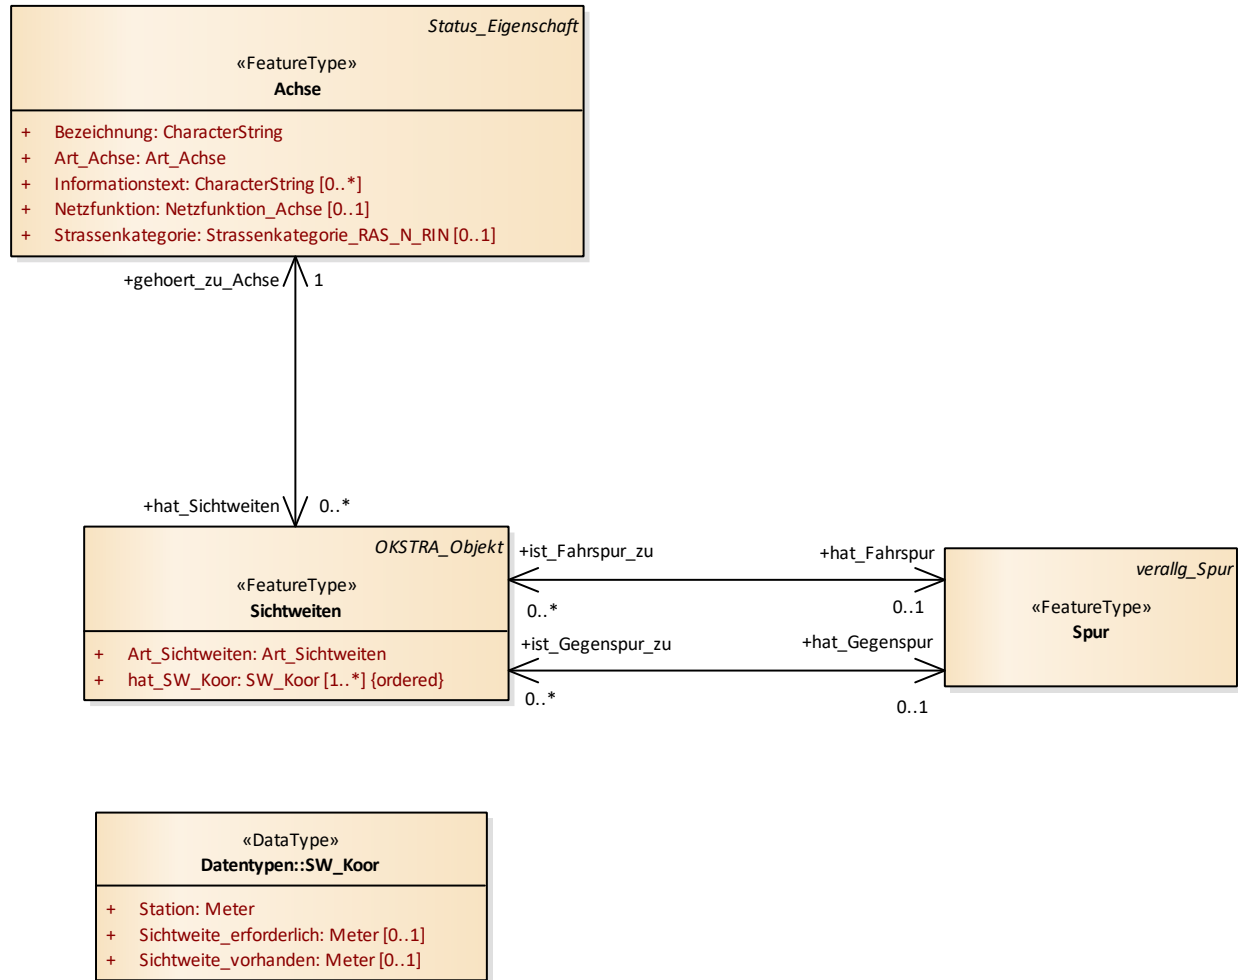 Status_Eigenschaft
«FeatureType»
Achse
+ Bezeichnung: CharacterString
+ Art_Achse: Art_Achse
+ Informationstext: CharacterString [0..*]
+ Netzfunktion: Netzfunktion_Achse [0..1]
+ Strassenkategorie: Strassenkategorie_RAS_N_RIN [0..1]
+gehoert_zu_Achse 1
+hat_Sichtweiten 0..*
OKSTRA_Objekt
«FeatureType»
Sichtweiten
+ Art_Sichtweiten: Art_Sichtweiten
+ hat_SW_Koor: SW_Koor [1..*] {ordered}
+ist_Fahrspur_zu +hat_Fahrspur
0..* 0..1
+ist_Gegenspur_zu +hat_Gegenspur
0..* 0..1
verallg_Spur
«FeatureType»
Spur
«DataType»
Datentypen::SW_Koor
+ Station: Meter
+ Sichtweite_erforderlich: Meter [0..1]
+ Sichtweite_vorhanden: Meter [0..1]